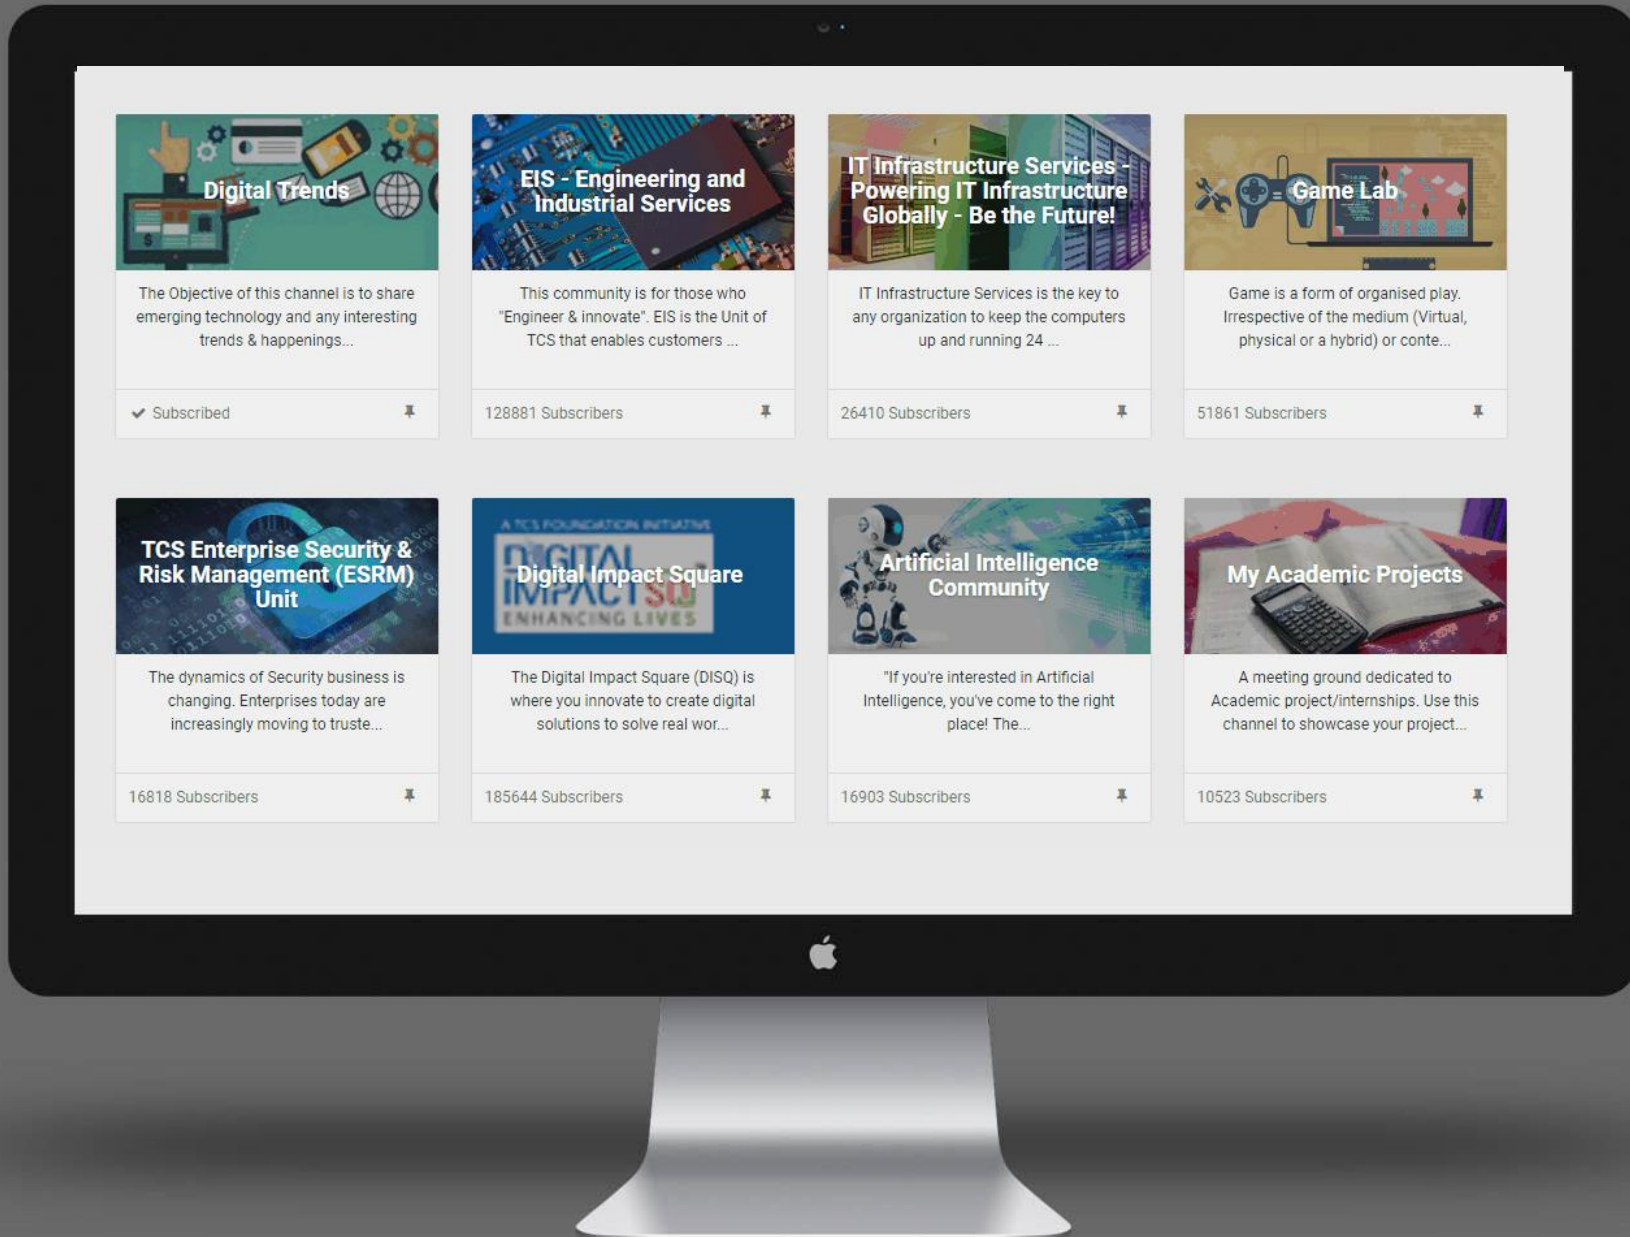 Digital Trends
The Objective of this channel is to share
emerging technology and any interesting
trends & happenings...
Subscribed
EIS - Engineering and
Industrial Services
This community is for those who
"Engineer & innovate". EIS is the Unit of
TCS that enables customers ...
128881 Subscribers
IT Infrastructure Services -
Powering IT Infrastructure
Globally - Be the Future!
IT Infrastructure Services is the key to
any organization to keep the computers
up and running 24 ...
26410 Subscribers
Game Lab
Game is a form of organised play.
Irrespective of the medium (Virtual,
physical or a hybrid) or conte...
51861 Subscribers
TCS Enterprise Security &
Risk Management (ESRM)
Unit
The dynamics of Security business is
changing. Enterprises today are
increasingly moving to truste...
16818 Subscribers
A TCS FOUNDATION INITIATIVE
DIGITAL
Digital Impact Square
IMPACT SQ
ENHANCING LIVES
The Digital Impact Square (DISQ) is
where you innovate to create digital
solutions to solve real wor...
185644 Subscribers
Artificial Intelligence
Community
"If you're interested in Artificial
Intelligence, you've come to the right
place! The...
16903 Subscribers
My Academic Projects
A meeting ground dedicated to
Academic project/internships. Use this
channel to showcase your project...
10523 Subscribers